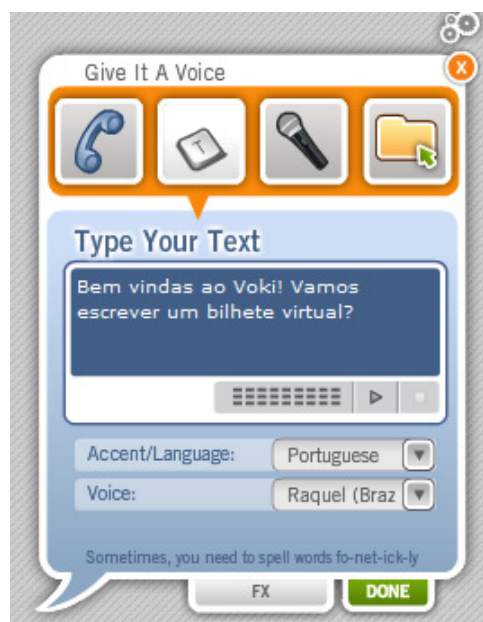 Give It A Voice
X
T
Type Your Text
Bem vindas ao Voki! Vamos
escrever um bilhete virtual?
Accent/Language: Portuguese
Voice: Raquel (Braz
Sometimes, you need to spell words fo-net-ick-ly
FX DONE